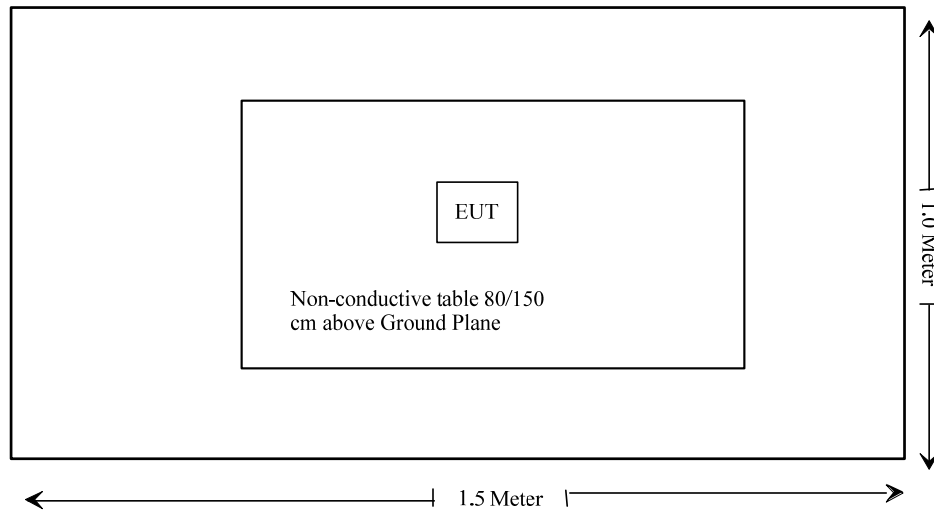 EUT
Non-conductive table 80/150
cm above Ground Plane
1.0 Meter
1.5 Meter